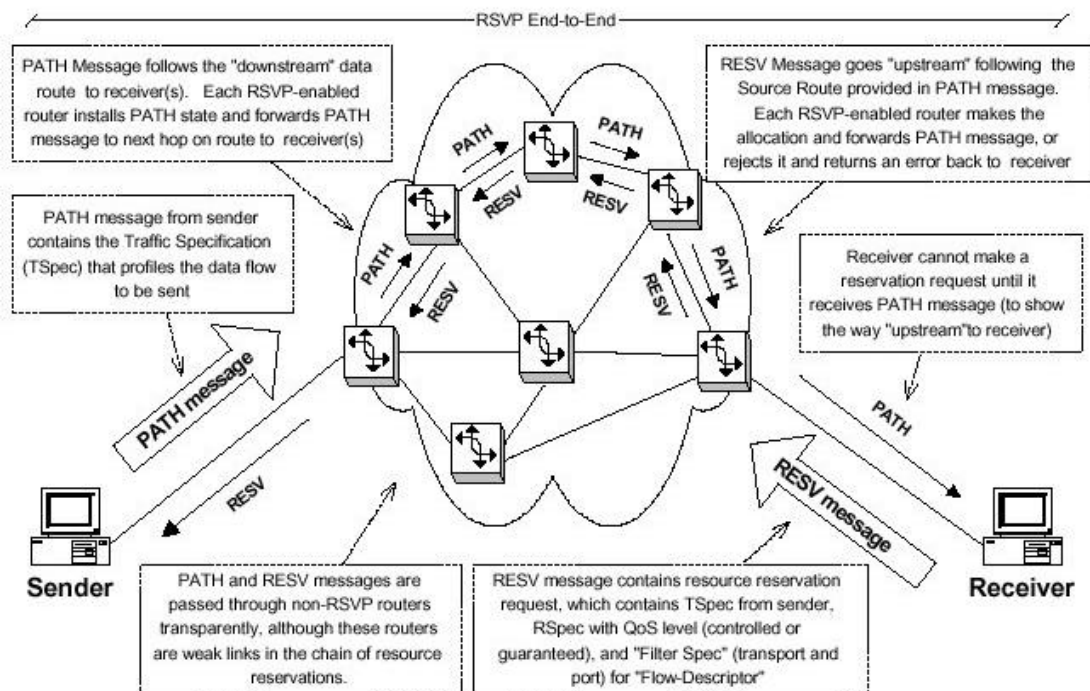 RSVP End-to-End
PATH Message follows the "downstream" data
route to receiver(s). Each RSVP-enabled
router installs PATH state and forwards PATH
message to next hop on route to receiver(s)
RESV Message goes "upstream" following the
Source Route provided in PATH message.
Each RSVP-enabled router makes the
allocation and forwards PATH message, or
rejects it and returns an error back to receiver
PATH
RESV
PATH
RESV
PATH message from sender
contains the Traffic Specification
(TSpec) that profiles the data flow
to be sent
PATH
RESV
PATH
RESV
Receiver cannot make a
reservation request until it
receives PATH message (to show
the way "upstream"to receiver)
PATH message
RESV
PATH
RESV message
Sender
Receiver
PATH and RESV messages are
passed through non-RSVP routers
transparently, although these routers
are weak links in the chain of resource
reservations.
RESV message contains resource reservation
request, which contains TSpec from sender,
RSpec with QoS level (controlled or
guaranteed), and "Filter Spec" (transport and
port) for "Flow-Descriptor"